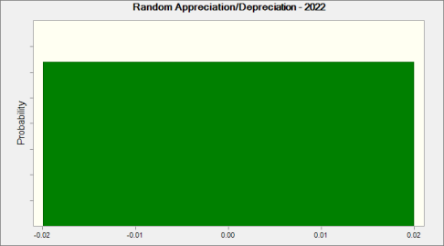 Random Appreciation/Depreciation - 2022
Probability
-0.02 -0.01 0.00 0.01 0.02